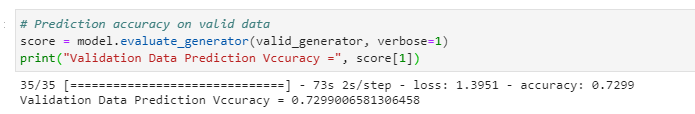 # Prediction accuracy on valid data
score = model.evaluate_generator(valid_generator, verbose=1)
print("Validation Data Prediction Vccuracy =", score[1])
35/35 [==============================] - 73s 2s/step - loss: 1.3951 - accuracy: 0.7299
Validation Data Prediction Vccuracy = 0.7299006581306458